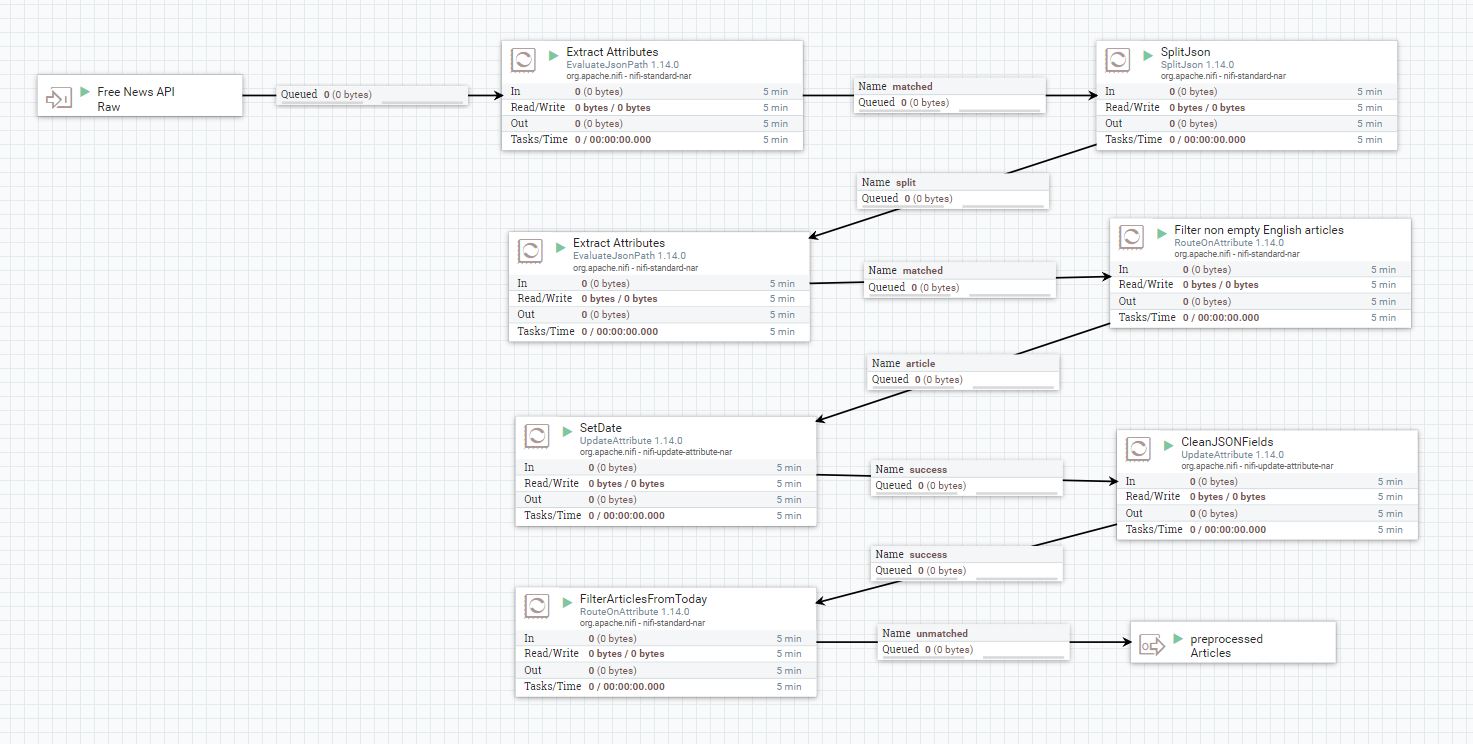 Free News API
Raw
Queued 0 (0 bytes)
Extract Attributes
EvaluateJsonPath 1.14.0
org.apache.nifi - nifi-standard-nar
In 0 (0 bytes) 5 min
Read/Write 0 bytes / 0 bytes 5 min
Out 0 (0 bytes) 5 min
Tasks/Time 0 / 00:00:00.000 5 min
Name matched
Queued 0 (0 bytes)
SplitJson
SplitJson 1.14.0
org.apache.nifi - nifi-standard-nar
In 0 (0 bytes) 5 min
Read/Write 0 bytes / 0 bytes 5 min
Out 0 (0 bytes) 5 min
Tasks/Time 0 / 00:00:00.000 5 min
Name split
Queued 0 (0 bytes)
Extract Attributes
EvaluateJsonPath 1.14.0
org.apache.nifi - nifi-standard-nar
In 0 (0 bytes) 5 min
Read/Write 0 bytes / 0 bytes 5 min
Out 0 (0 bytes) 5 min
Tasks/Time 0 / 00:00:00.000 5 min
Name matched
Queued 0 (0 bytes)
Filter non empty English articles
RouteOnAttribute 1.14.0
org.apache.nifi - nifi-standard-nar
In 0 (0 bytes) 5 min
Read/Write 0 bytes / 0 bytes 5 min
Out 0 (0 bytes) 5 min
Tasks/Time 0 / 00:00:00.000 5 min
Name article
Queued 0 (0 bytes)
SetDate
UpdateAttribute 1.14.0
org.apache.nifi - nifi-update-attribute-nar
In 0 (0 bytes) 5 min
Read/Write 0 bytes / 0 bytes 5 min
Out 0 (0 bytes) 5 min
Tasks/Time 0 / 00:00:00.000 5 min
Name success
Queued 0 (0 bytes)
CleanJSONFields
UpdateAttribute 1.14.0
org.apache.nifi - nifi-update-attribute-nar
In 0 (0 bytes) 5 min
Read/Write 0 bytes / 0 bytes 5 min
Out 0 (0 bytes) 5 min
Tasks/Time 0 / 00:00:00.000 5 min
Name success
Queued 0 (0 bytes)
FilterArticlesFromToday
RouteOnAttribute 1.14.0
org.apache.nifi - nifi-standard-nar
In 0 (0 bytes) 5 min
Read/Write 0 bytes / 0 bytes 5 min
Out 0 (0 bytes) 5 min
Tasks/Time 0 / 00:00:00.000 5 min
Name unmatched
Queued 0 (0 bytes)
preprocessed
Articles